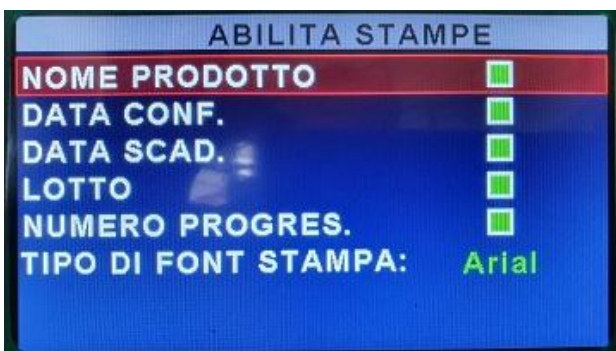 ABILITA STAMPE
NOME PRODOTTO
DATA CONF.
DATA SCAD.
LOTTO
NUMERO PROGRES.
TIPO DI FONT STAMPA: Arial